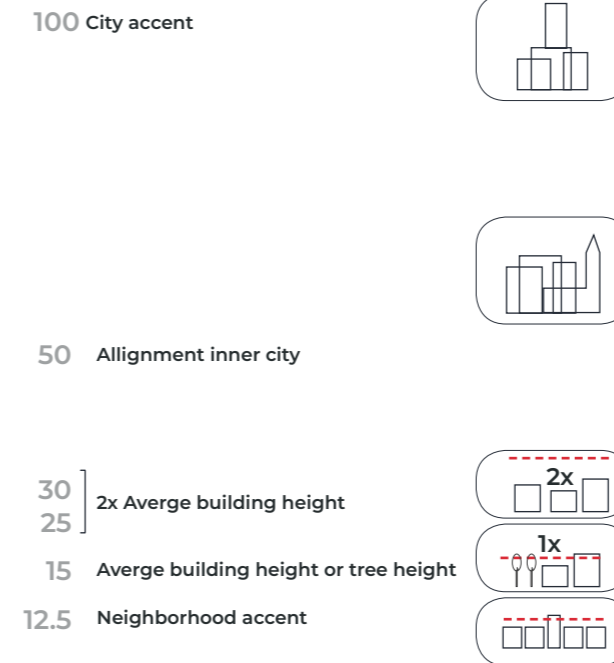 100 City accent
50 Allignment inner city
30
25
2x Averge building height
2x
15 Averge building height or tree height
1x
12.5 Neighborhood accent